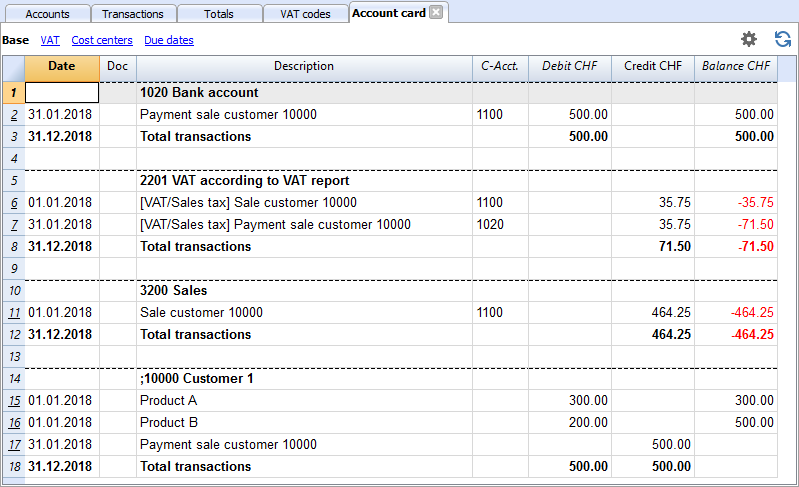 Accounts Transactions Totals VAT codes Account card
Base VAT Cost centers Due dates
Date Doc Description C-Acct. Debit CHF Credit CHF Balance CHF
1 1020 Bank account
2 31.01.2018 Payment sale customer 10000 1100 500.00 500.00
3 31.12.2018 Total transactions 500.00 500.00
4
5 2201 VAT according to VAT report
6 01.01.2018 [VAT/Sales tax] Sale customer 10000 1100 35.75 -35.75
7 31.01.2018 [VAT/Sales tax] Payment sale customer 10000 1020 35.75 -71.50
8 31.12.2018 Total transactions 71.50 -71.50
9
10 3200 Sales
11 01.01.2018 Sale customer 10000 1100 464.25 -464.25
12 31.12.2018 Total transactions 464.25 -464.25
13
14 ;10000 Customer 1
15 01.01.2018 Product A 300.00 300.00
16 01.01.2018 Product B 200.00 500.00
17 31.01.2018 Payment sale customer 10000 500.00
18 31.12.2018 Total transactions 500.00 500.00